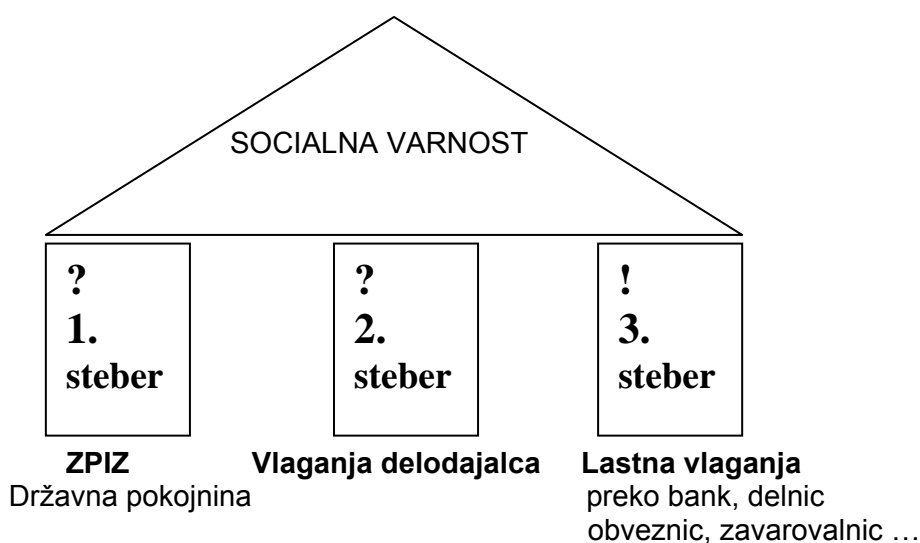 SOCIALNA VARNOST
?
1.
steber
?
2.
steber
!
3.
steber
ZPIZ
Državna pokojnina
Vlaganja delodajalca
Lastna vlaganja
preko bank, delnic
obveznic, zavarovalnic …